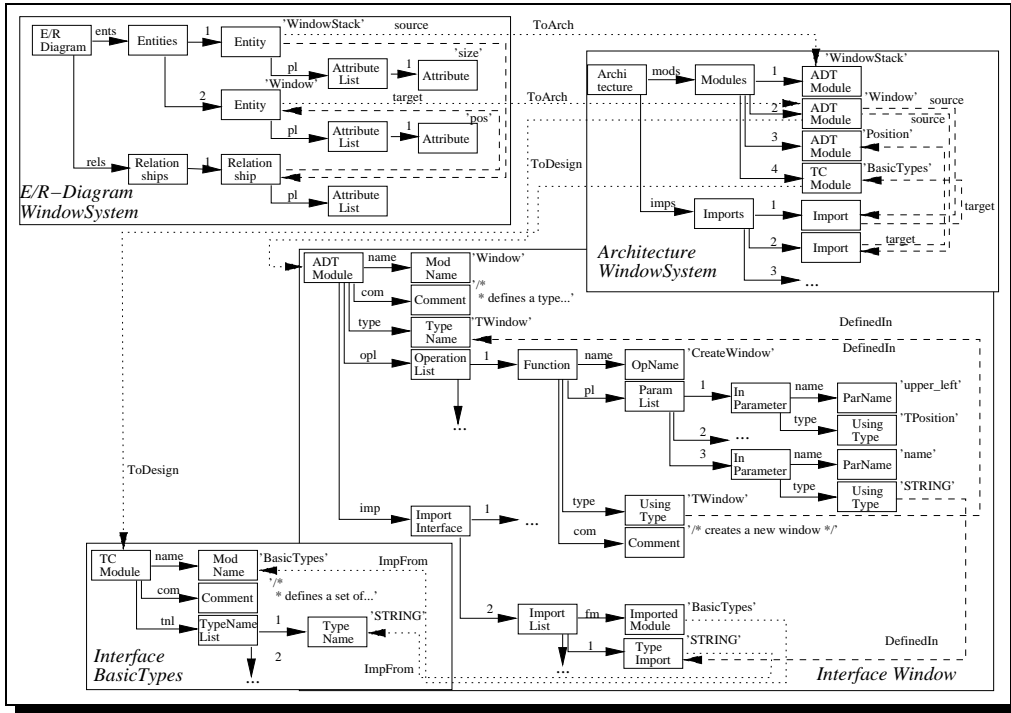 E/R
Diagram
ents
Entities
1
Entity
'WindowStack'
source
pl
Attribute
List
1
'size'
Attribute
2
'Window'
Entity
target
pl
Attribute
List
1
'pos'
Attribute
rels
Relation
ships
1
Relation
ship
pl
Attribute
List
E/R-Diagram
WindowSystem
ToArch
ToArch
ToDesign
Archi
tecture
mods
Modules
1
'WindowStack'
ADT
Module
2
'Window'
ADT
Module
source
source
3
'Position'
ADT
Module
4
'BasicTypes'
TC
Module
imps
Imports
1
Import
target
2
Import
target
3
...
Architecture
WindowSystem
ADT
Module
name
Mod
Name
'Window'
com
Comment
'/*
* defines a type...'
type
Type
Name
'TWindow'
DefinedIn
DefinedIn
opl
Operation
List
...
1
Function
name
OpName
'CreateWindow'
pl
Param
List
1
In
Parameter
name
ParName
'upper_left'
type
Using
Type
'TPosition'
2
...
3
In
Parameter
name
ParName
'name'
type
Using
Type
'STRING'
type
Using
Type
'TWindow'
com
Comment
'/* creates a new window */'
imp
Import
Interface
1
...
2
Import
List
fm
Imported
Module
'BasicTypes'
1
Type
Import
'STRING'
...
DefinedIn
Interface Window
ToDesign
TC
Module
name
Mod
Name
'BasicTypes'
ImpFrom
com
Comment
'/*
* defines a set of...'
tnl
TypeName
List
1
Type
Name
'STRING'
2
...
ImpFrom
Interface
BasicTypes